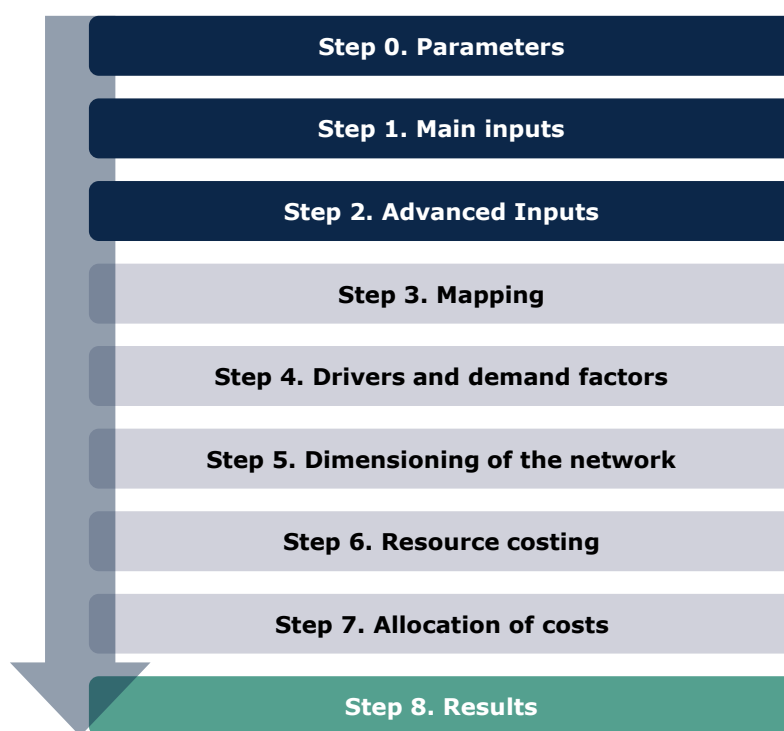 Step 0. Parameters
Step 1. Main inputs
Step 2. Advanced Inputs
Step 3. Mapping
Step 4. Drivers and demand factors
Step 5. Dimensioning of the network
Step 6. Resource costing
Step 7. Allocation of costs
Step 8. Results